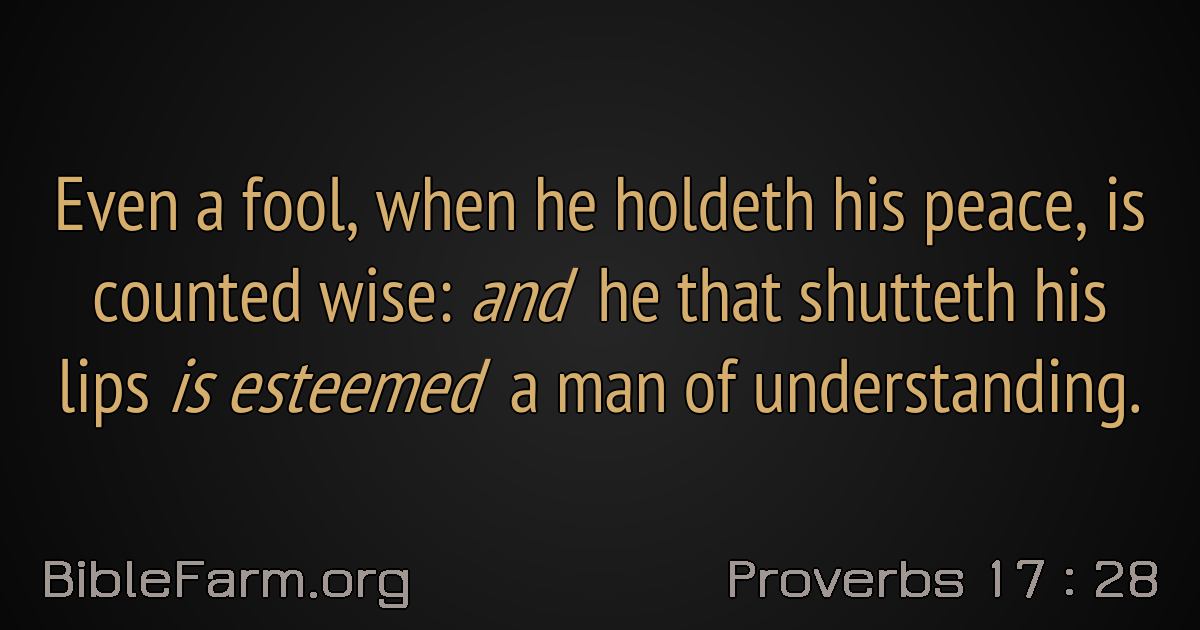 Even a fool, when he holdeth his peace, is
counted wise: and he that shutteth his
lips is esteemed a man of understanding.
BibleFarm.org
Proverbs 17 : 28